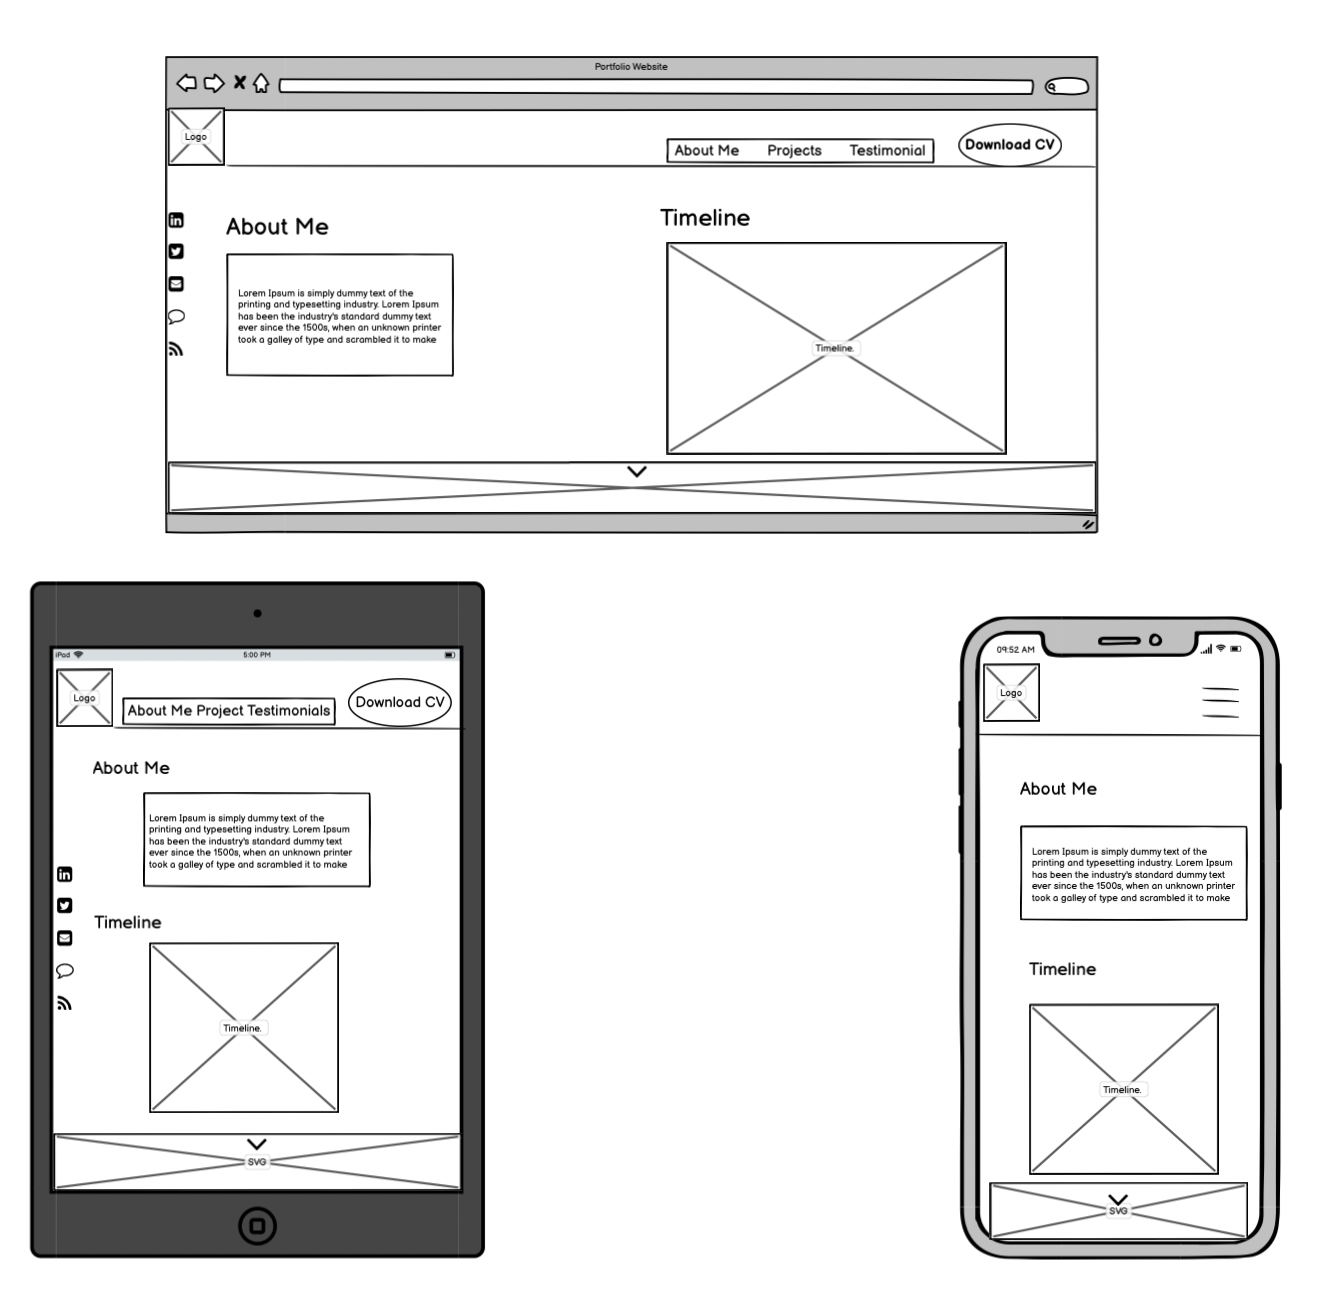 Portfolio Website
Logo
About Me Projects Testimonial
Download CV
in
About Me
Lorem Ipsum is simply dummy text of the
printing and typesetting industry. Lorem Ipsum
has been the industry's standard dummy text
ever since the 1500s, when an unknown printer
took a galley of type and scrambled it to make
Timeline
Timeline.
iPad
5:00 PM
Logo
About Me Project Testimonials
Download CV
About Me
Lorem Ipsum is simply dummy text of the
printing and typesetting industry. Lorem Ipsum
has been the industry's standard dummy text
ever since the 1500s, when an unknown printer
took a galley of type and scrambled it to make
in
Timeline
Timeline.
SVG
09:52 AM
Logo
About Me
Lorem Ipsum is simply dummy text of the
printing and typesetting industry. Lorem Ipsum
has been the industry's standard dummy text
ever since the 1500s, when an unknown printer
took a galley of type and scrambled it to make
Timeline
Timeline.
SVG